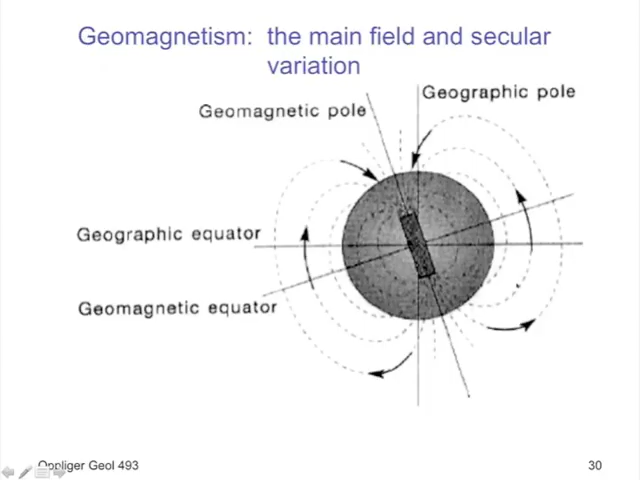 Geomagnetism: the main field and secular
variation
Geographic pole
Geomagnetic pole
Geographic equator
Geomagnetic equator
Oppliger Geol 493
30